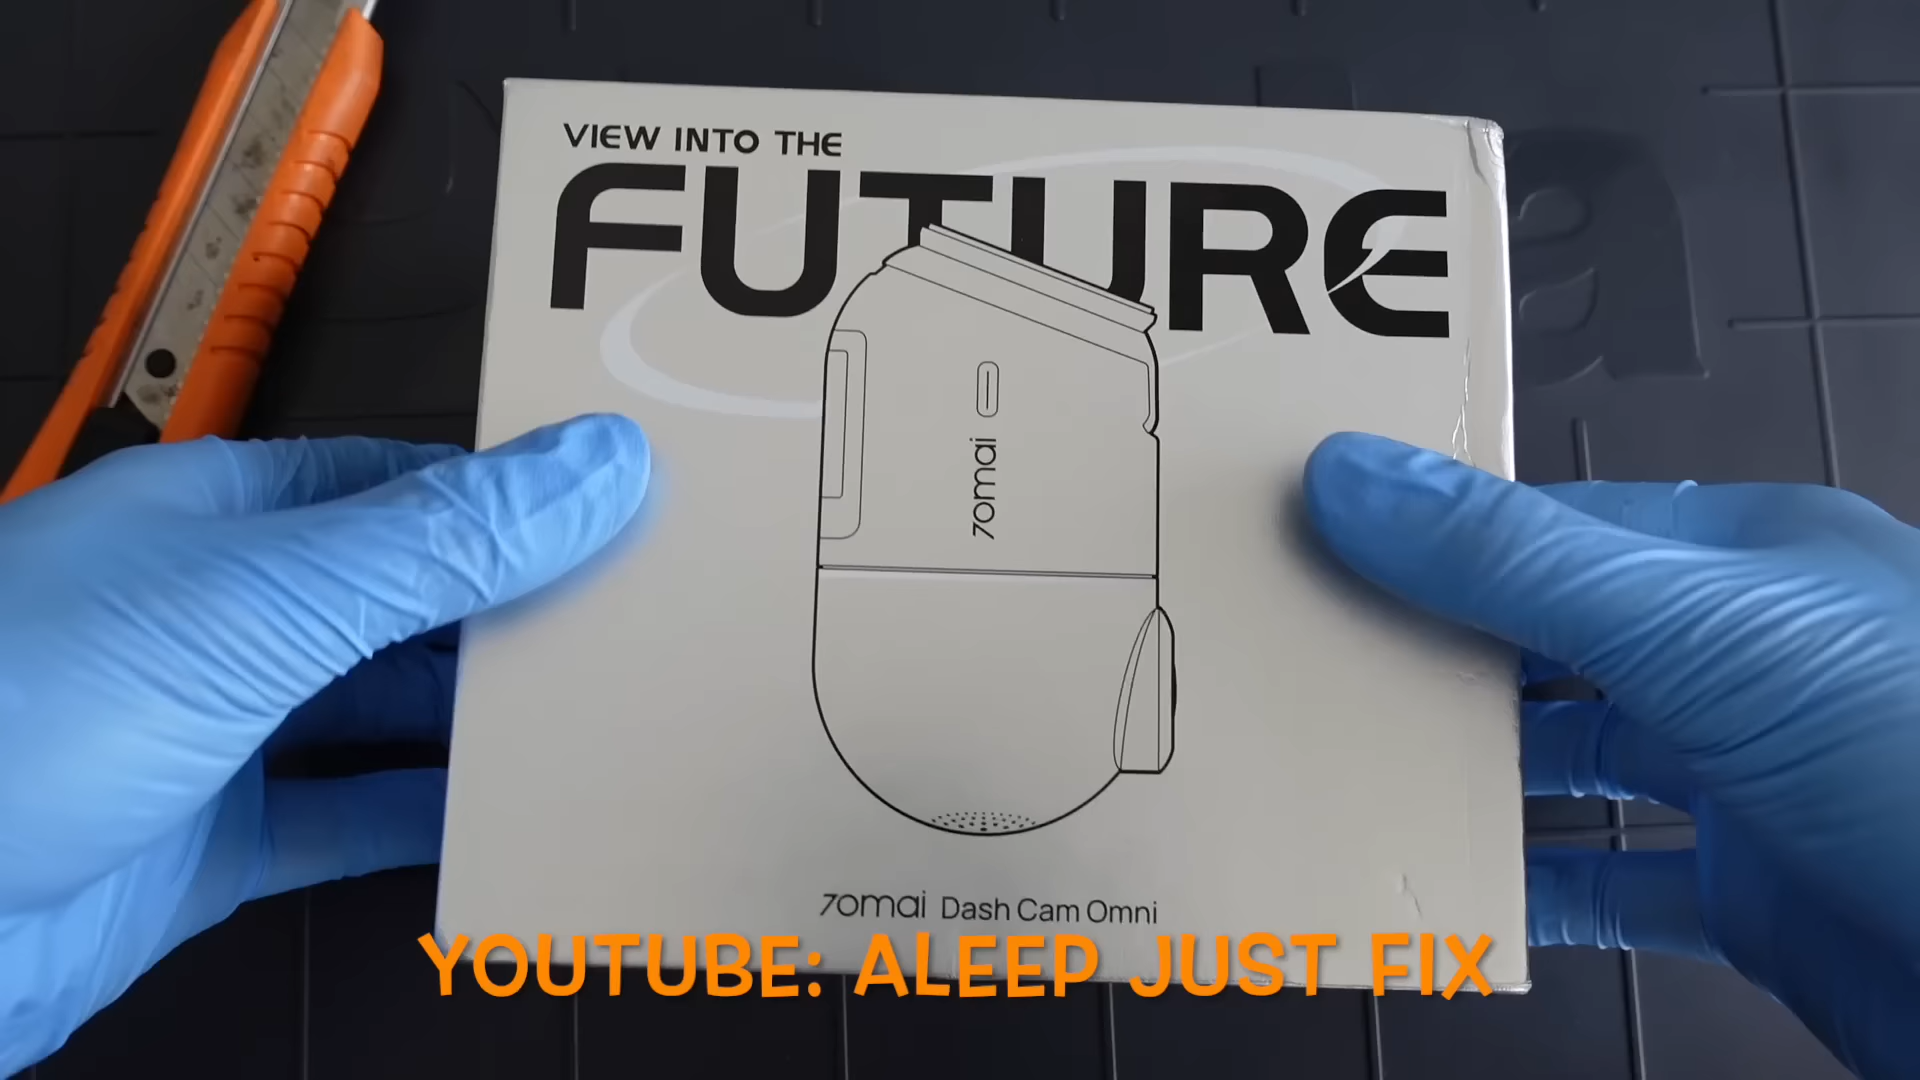 VIEW INTO THE
FUTURE
70mai
70mai Dash Cam Omni
YOUTUBE: ALEEP JUST FIX